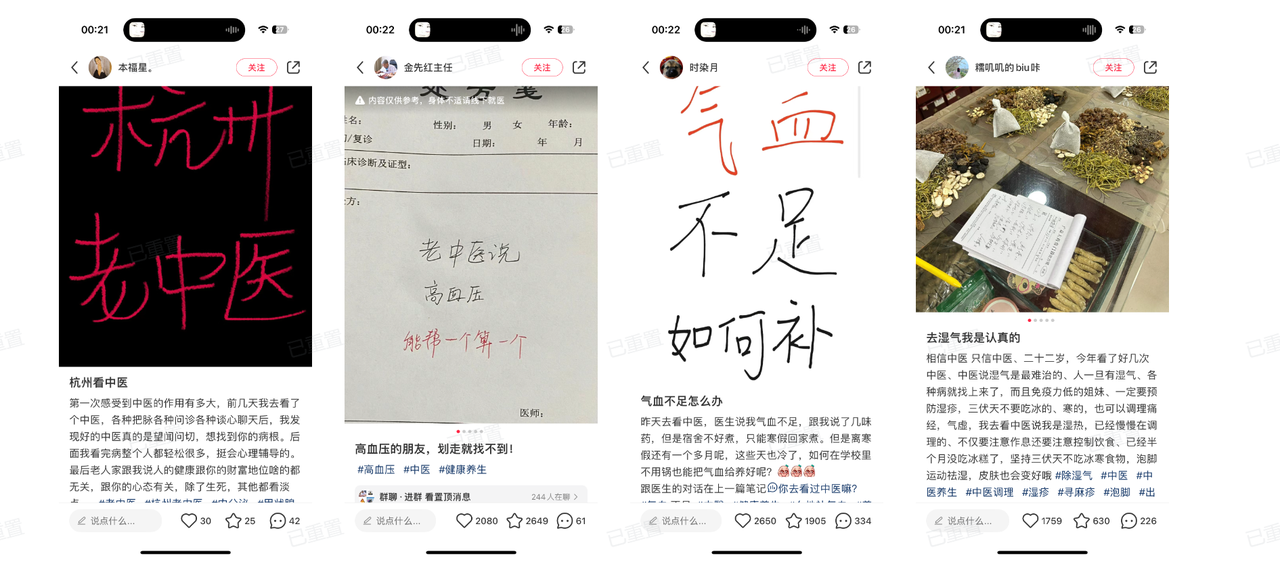 00:21
27
本福星。
关注
杭州
老中医
杭州看中医
第一次感受到中医的作用有多大，前几天我去看了
个中医，各种把脉各种问诊各种谈心聊天后，我发
现好的中医真的是望闻问切，想找到你的病根。后
面我看完病整个人都轻松很多，挺会心理辅导的。
最后老人家跟我说人的健康跟你的财富地位啥的都
无关，跟你的心态有关，除了生死，其他都看淡
说点什么...
30
25
42
00:22
26
金先红主任
关注
内容仅供参考，身体不适请线下就医
处方笺
姓名：
性别：
男
女
年龄：
/复诊
日期：
年
月
临床诊断及证型：
处方：
老中医说
高血压
能帮一个算一个
医师：
高血压的朋友，划走就找不到！
#高血压 #中医 #健康养生
群聊·进群 看置顶消息
244人在聊
说点什么...
2080
2649
61
00:22
26
时染月
关注
气血
不足
如何补
气血不足怎么办
昨天去看中医，医生说我气血不足，跟我说了几味
药，但是宿舍不好煮，只能寒假回家煮。但是离寒
假还有一个多月呢，这些天也冷了，如何在学校里
不用锅也能把气血给养好呢？
跟医生的对话在上一篇笔记 你去看过中医嘛？
说点什么...
2650
1905
334
00:21
26
糯叽叽的biu咔
关注
去湿气我是认真的
相信中医 只信中医、二十二岁，今年看了好几次
中医、中医说湿气是最难治的、人一旦有湿气、各
种病就找上来了，而且免疫力低的姐妹、一定要预
防湿疹，三伏天不要吃冰的、寒的，也可以调理痛
经，气虚，我去看中医说我是湿热，已经慢慢在调
理的、不仅要注意作息还要注意控制饮食、已经半
个月没吃冰糕了，坚持三伏天不吃冰寒食物，泡脚
运动祛湿，皮肤也会变好哦 #除湿气 #中医 #中
医养生 #中医调理 #湿疹 #寻麻疹 #泡脚 #出
说点什么...
1759
630
226
已重置